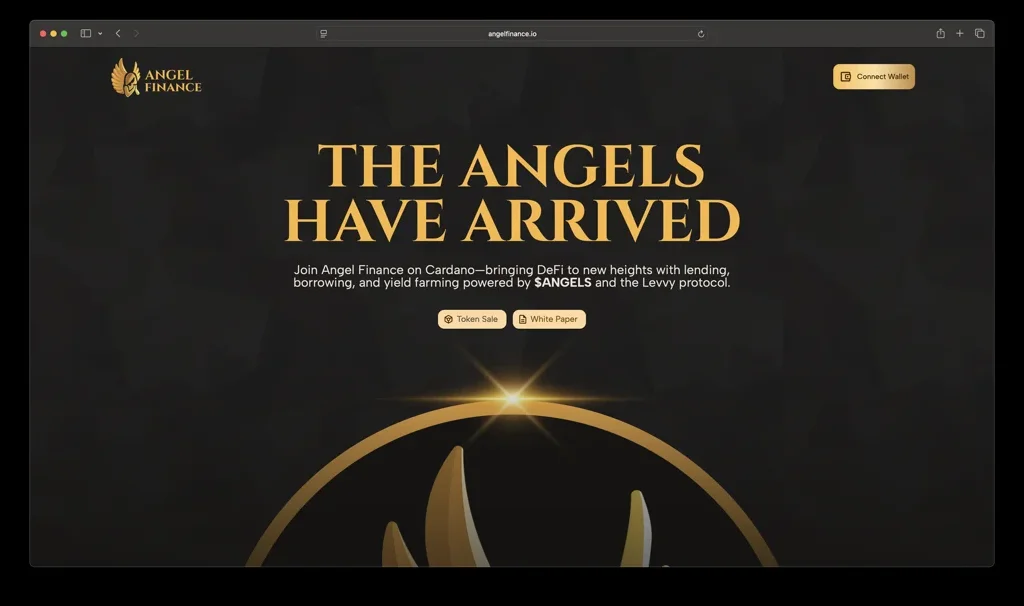 angelfinance.io
ANGEL
FINANCE
Connect Wallet
THE ANGELS
HAVE ARRIVED
Join Angel Finance on Cardano—bringing DeFi to new heights with lending,
borrowing, and yield farming powered by $ANGELS and the Levvy protocol.
Token Sale
White Paper